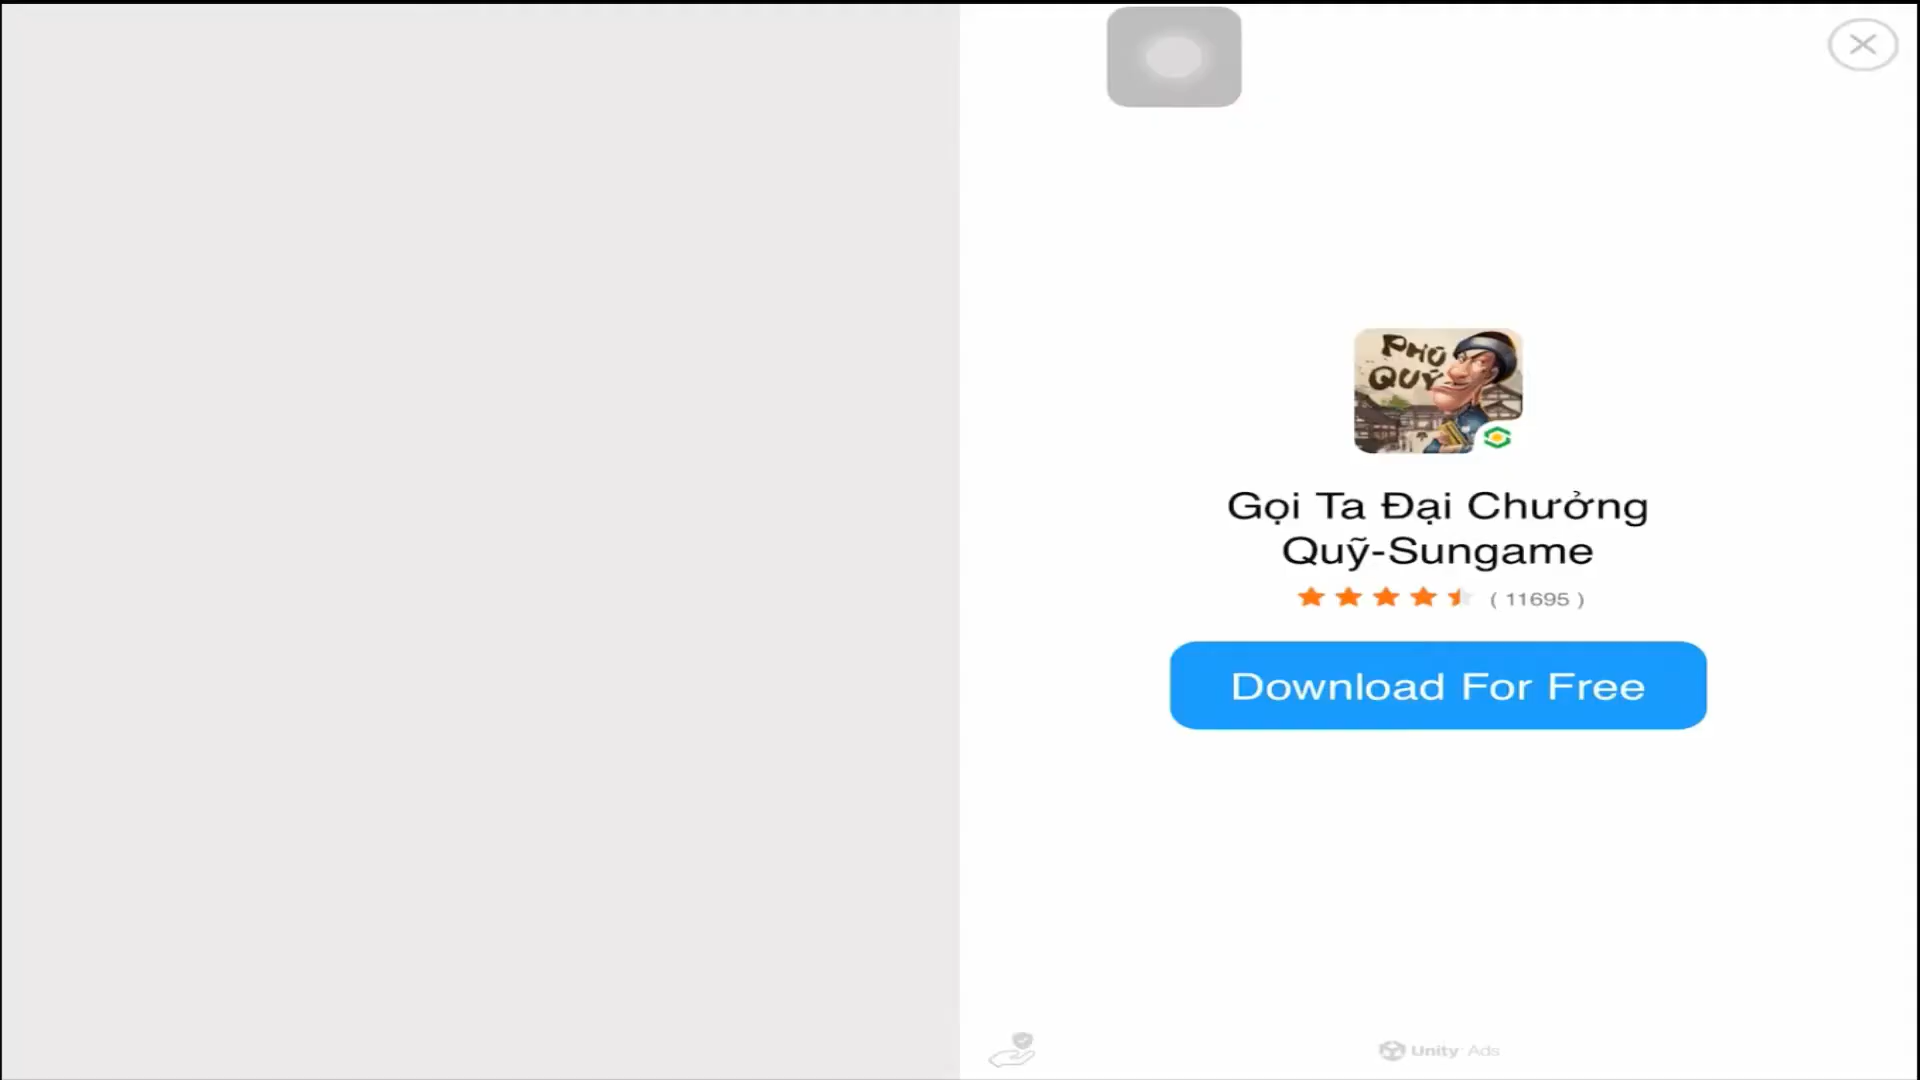 PHÚ
QUÝ
Gọi Ta Đại Chưởng
Quỹ-Sungame
( 11695 )
Download For Free
Unity Ads